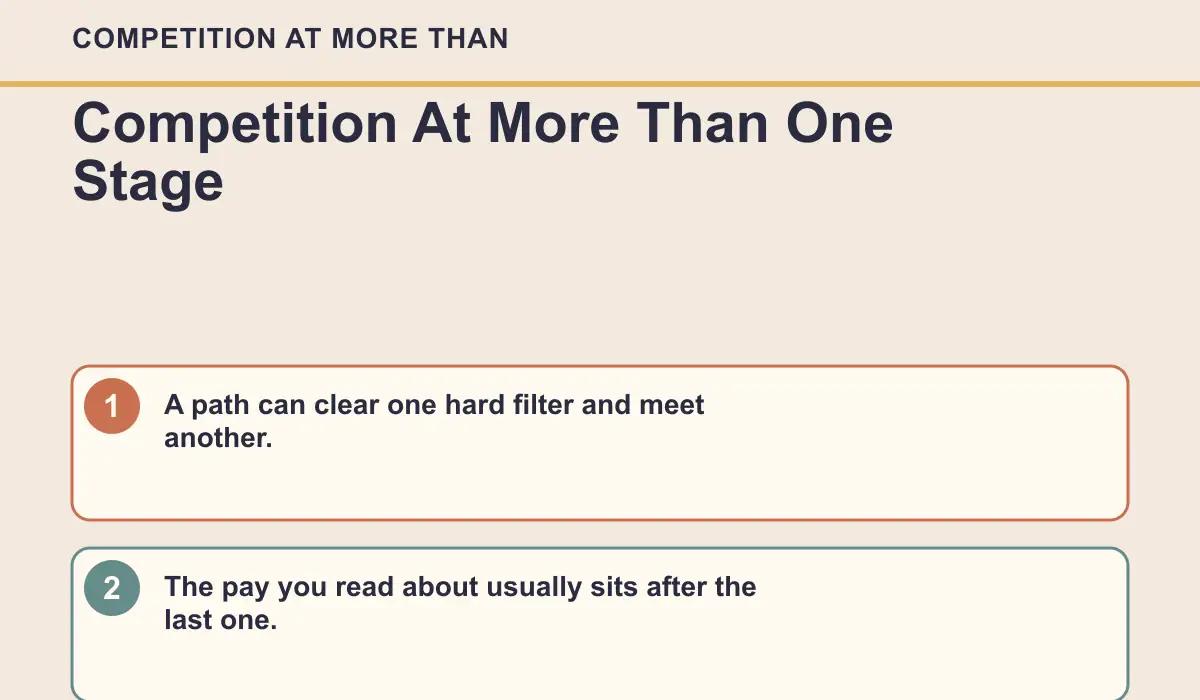 COMPETITION AT MORE THAN
Competition At More Than One
Stage
1
A path can clear one hard filter and meet
another.
2
The pay you read about usually sits after the
last one.